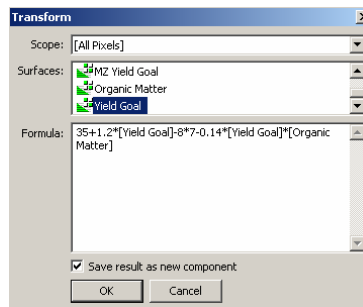 Transform
Scope: [All Pixels]
Surfaces: MZ Yield Goal
Organic Matter
Yield Goal
Formula: 35+1.2*[Yield Goal]-8*7-0.14*[Yield Goal]*[Organic
Matter]
Save result as new component
OK Cancel